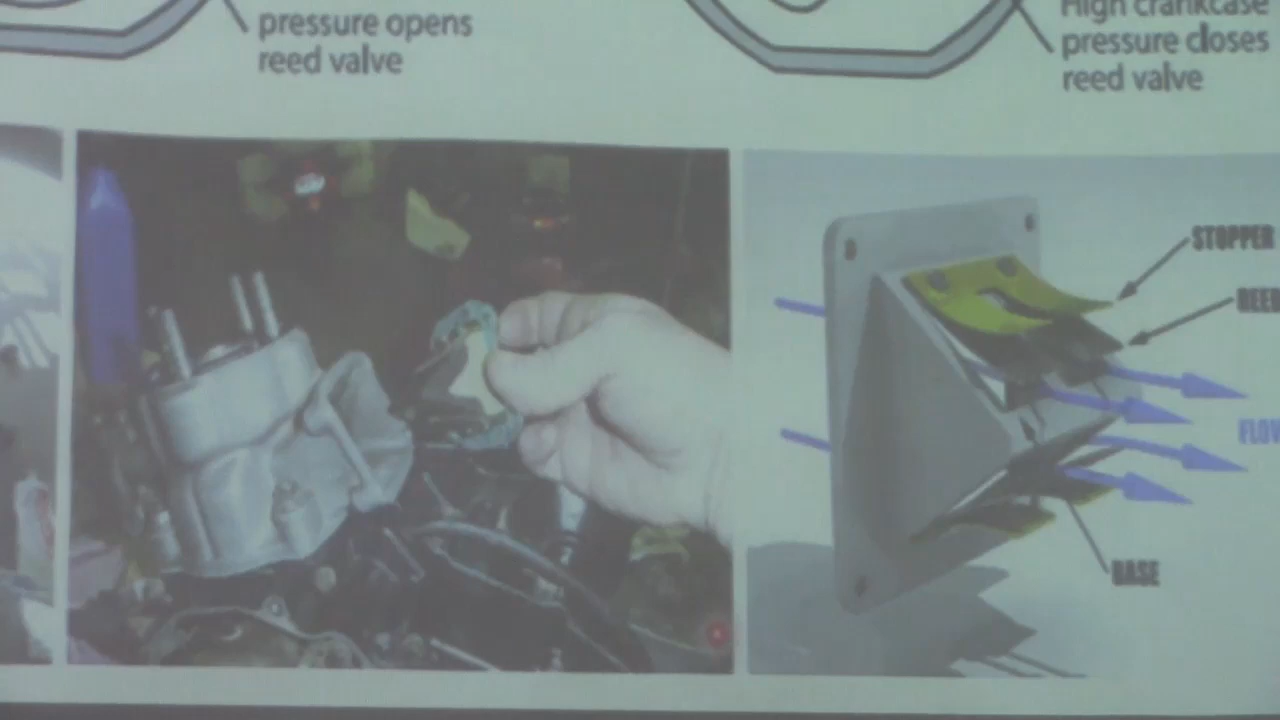 pressure opens
reed valve
High crankcase
pressure closes
reed valve
STOPPER
BASE